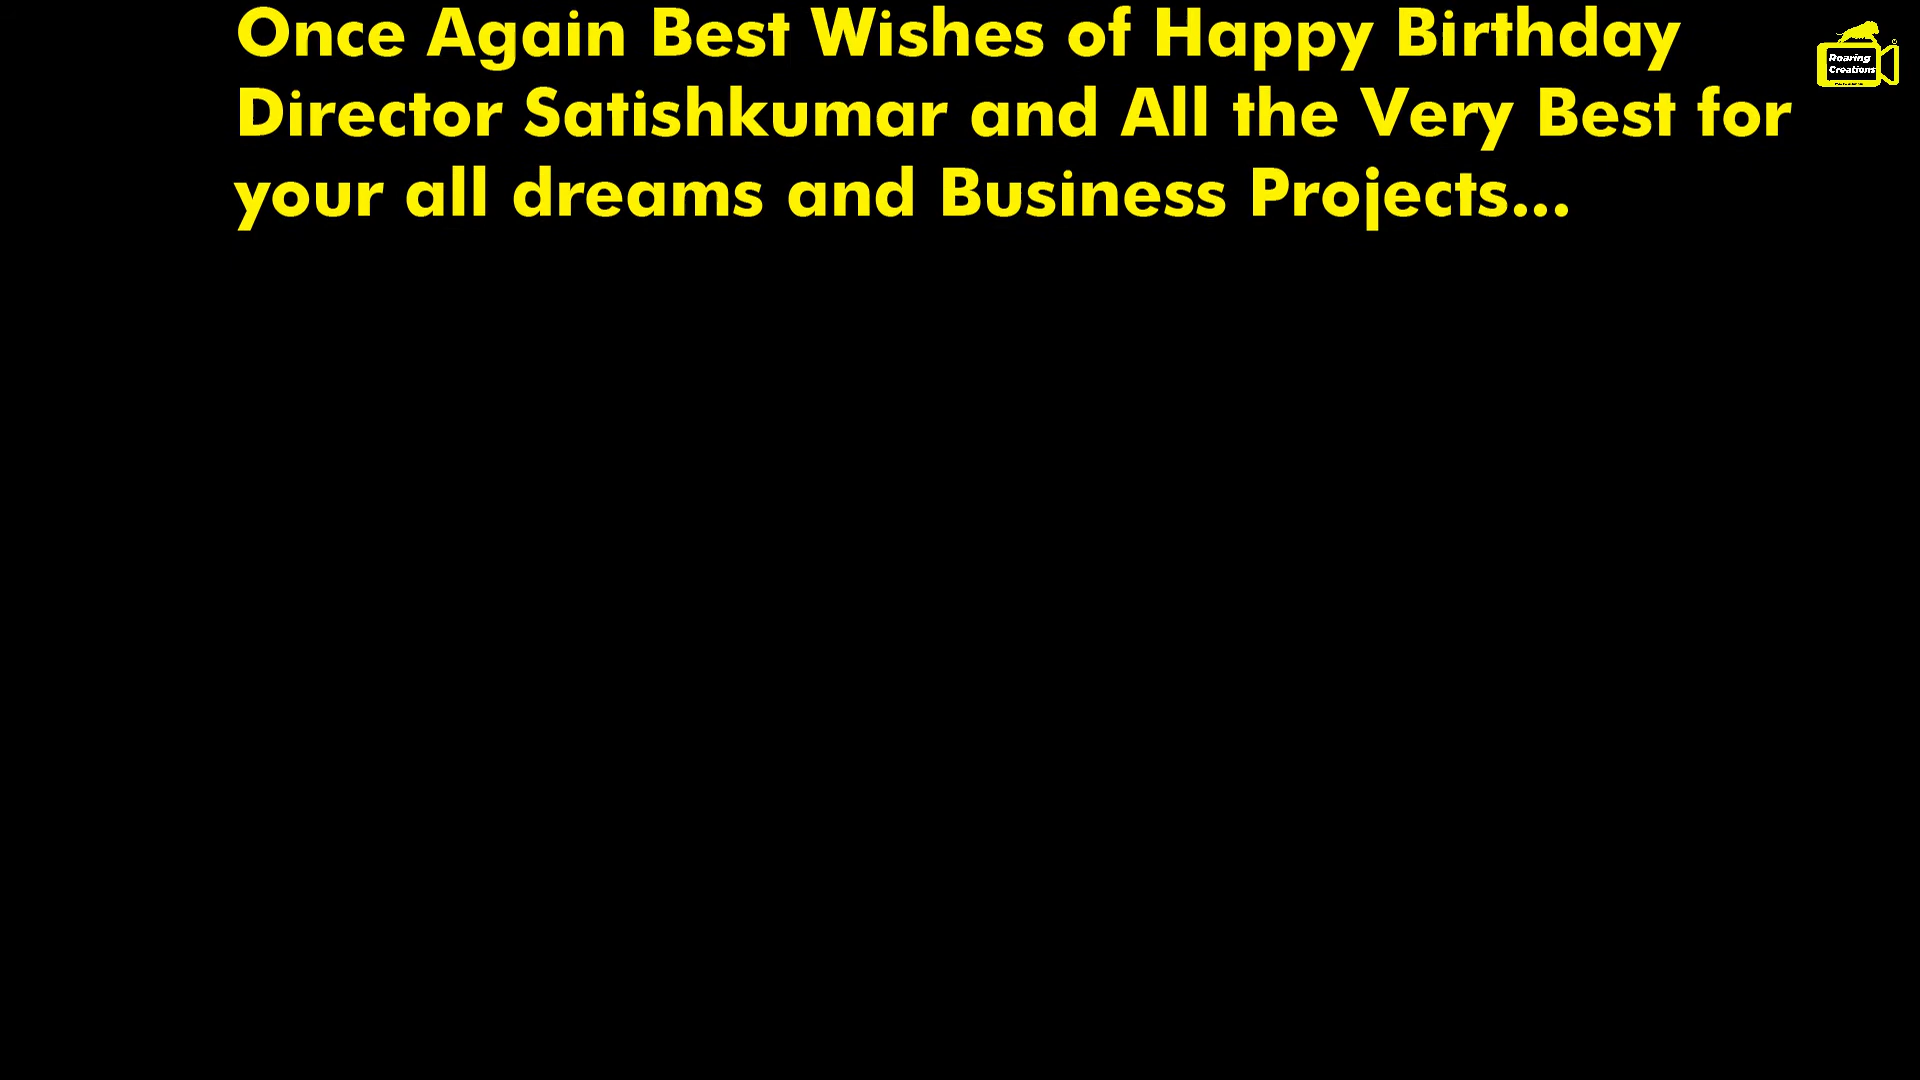 Once Again Best Wishes of Happy Birthday
Director Satishkumar and All the Very Best for
your all dreams and Business Projects...
Roaring
Creations